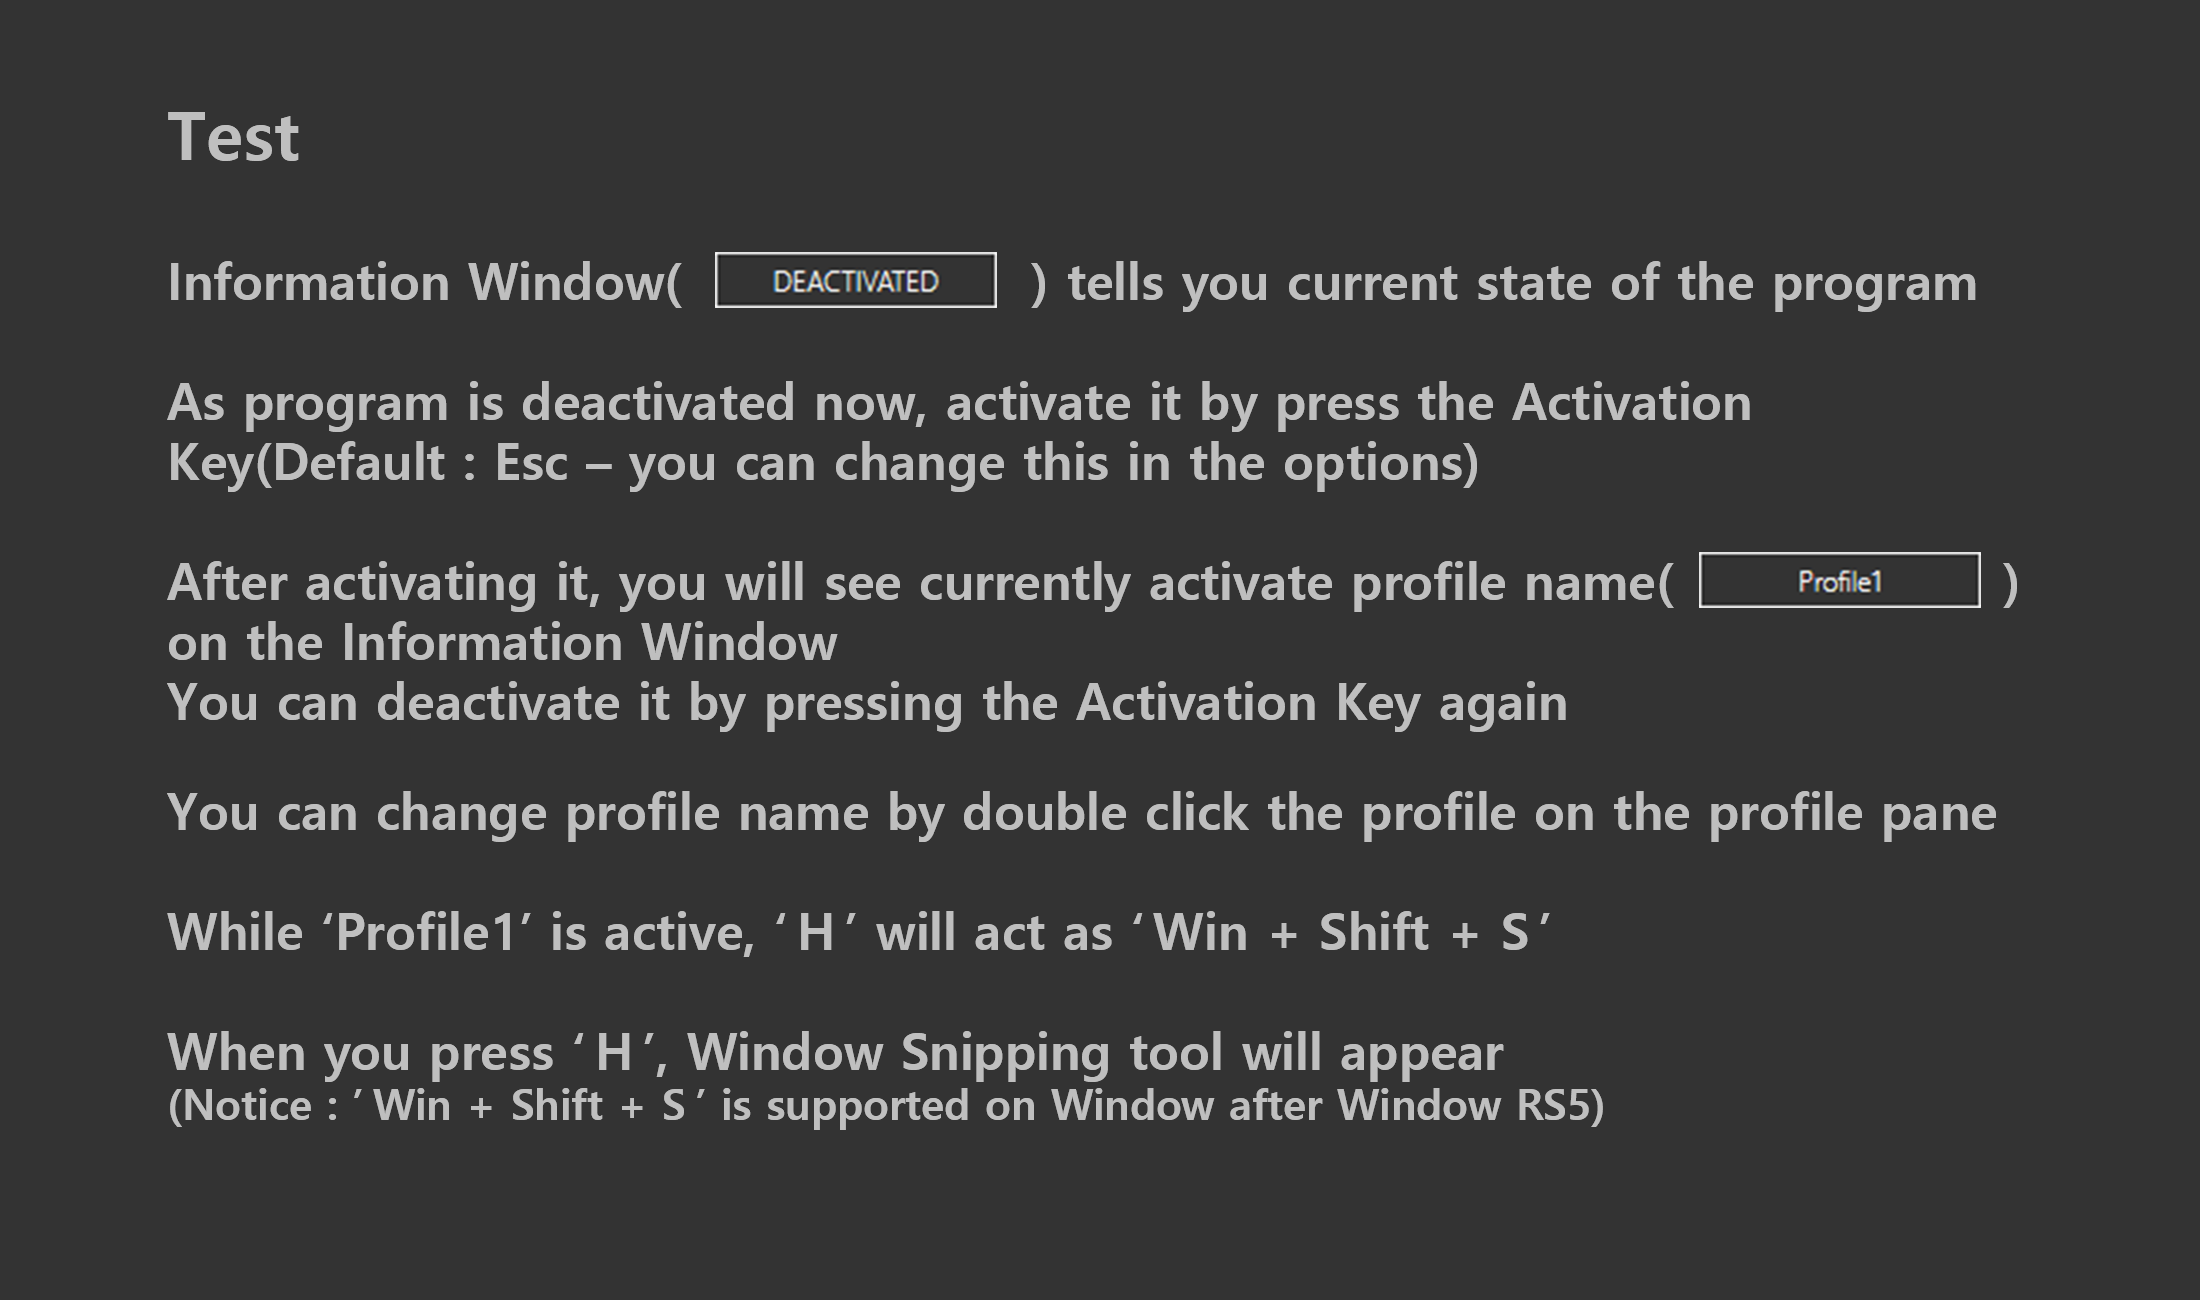 Test
Information Window( DEACTIVATED ) tells you current state of the program
As program is deactivated now, activate it by press the Activation
Key(Default : Esc – you can change this in the options)
After activating it, you will see currently activate profile name( Profile1 )
on the Information Window
You can deactivate it by pressing the Activation Key again
You can change profile name by double click the profile on the profile pane
While ‘Profile1’ is active, ‘ H ’ will act as ‘ Win + Shift + S ’
When you press ‘ H ’, Window Snipping tool will appear
(Notice : ’ Win + Shift + S ’ is supported on Window after Window RS5)